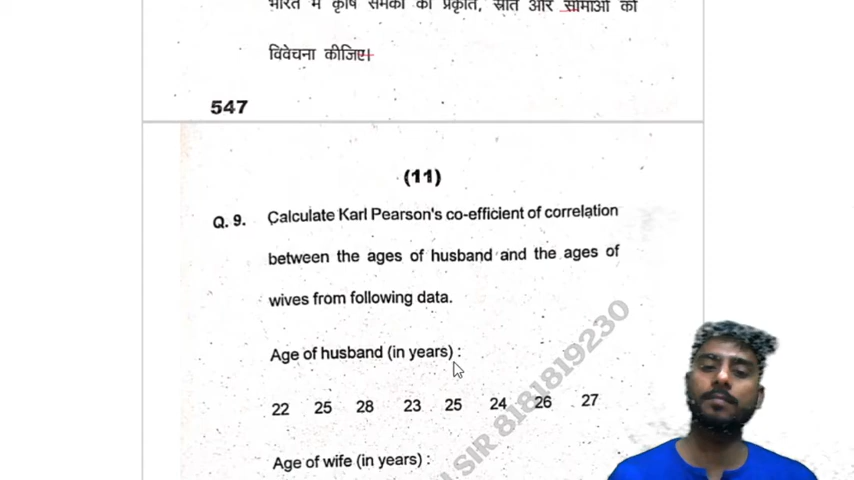 भारत में कृषि समंकों की प्रकृति, स्रोत और सीमाओं की
विवेचना कीजिए।
547
(11)
Q. 9. Calculate Karl Pearson's co-efficient of correlation
between the ages of husband and the ages of
wives from following data.
Age of husband (in years) :
22 25 28 23 25 24 26 27
Age of wife (in years) :
SIR 8181819230